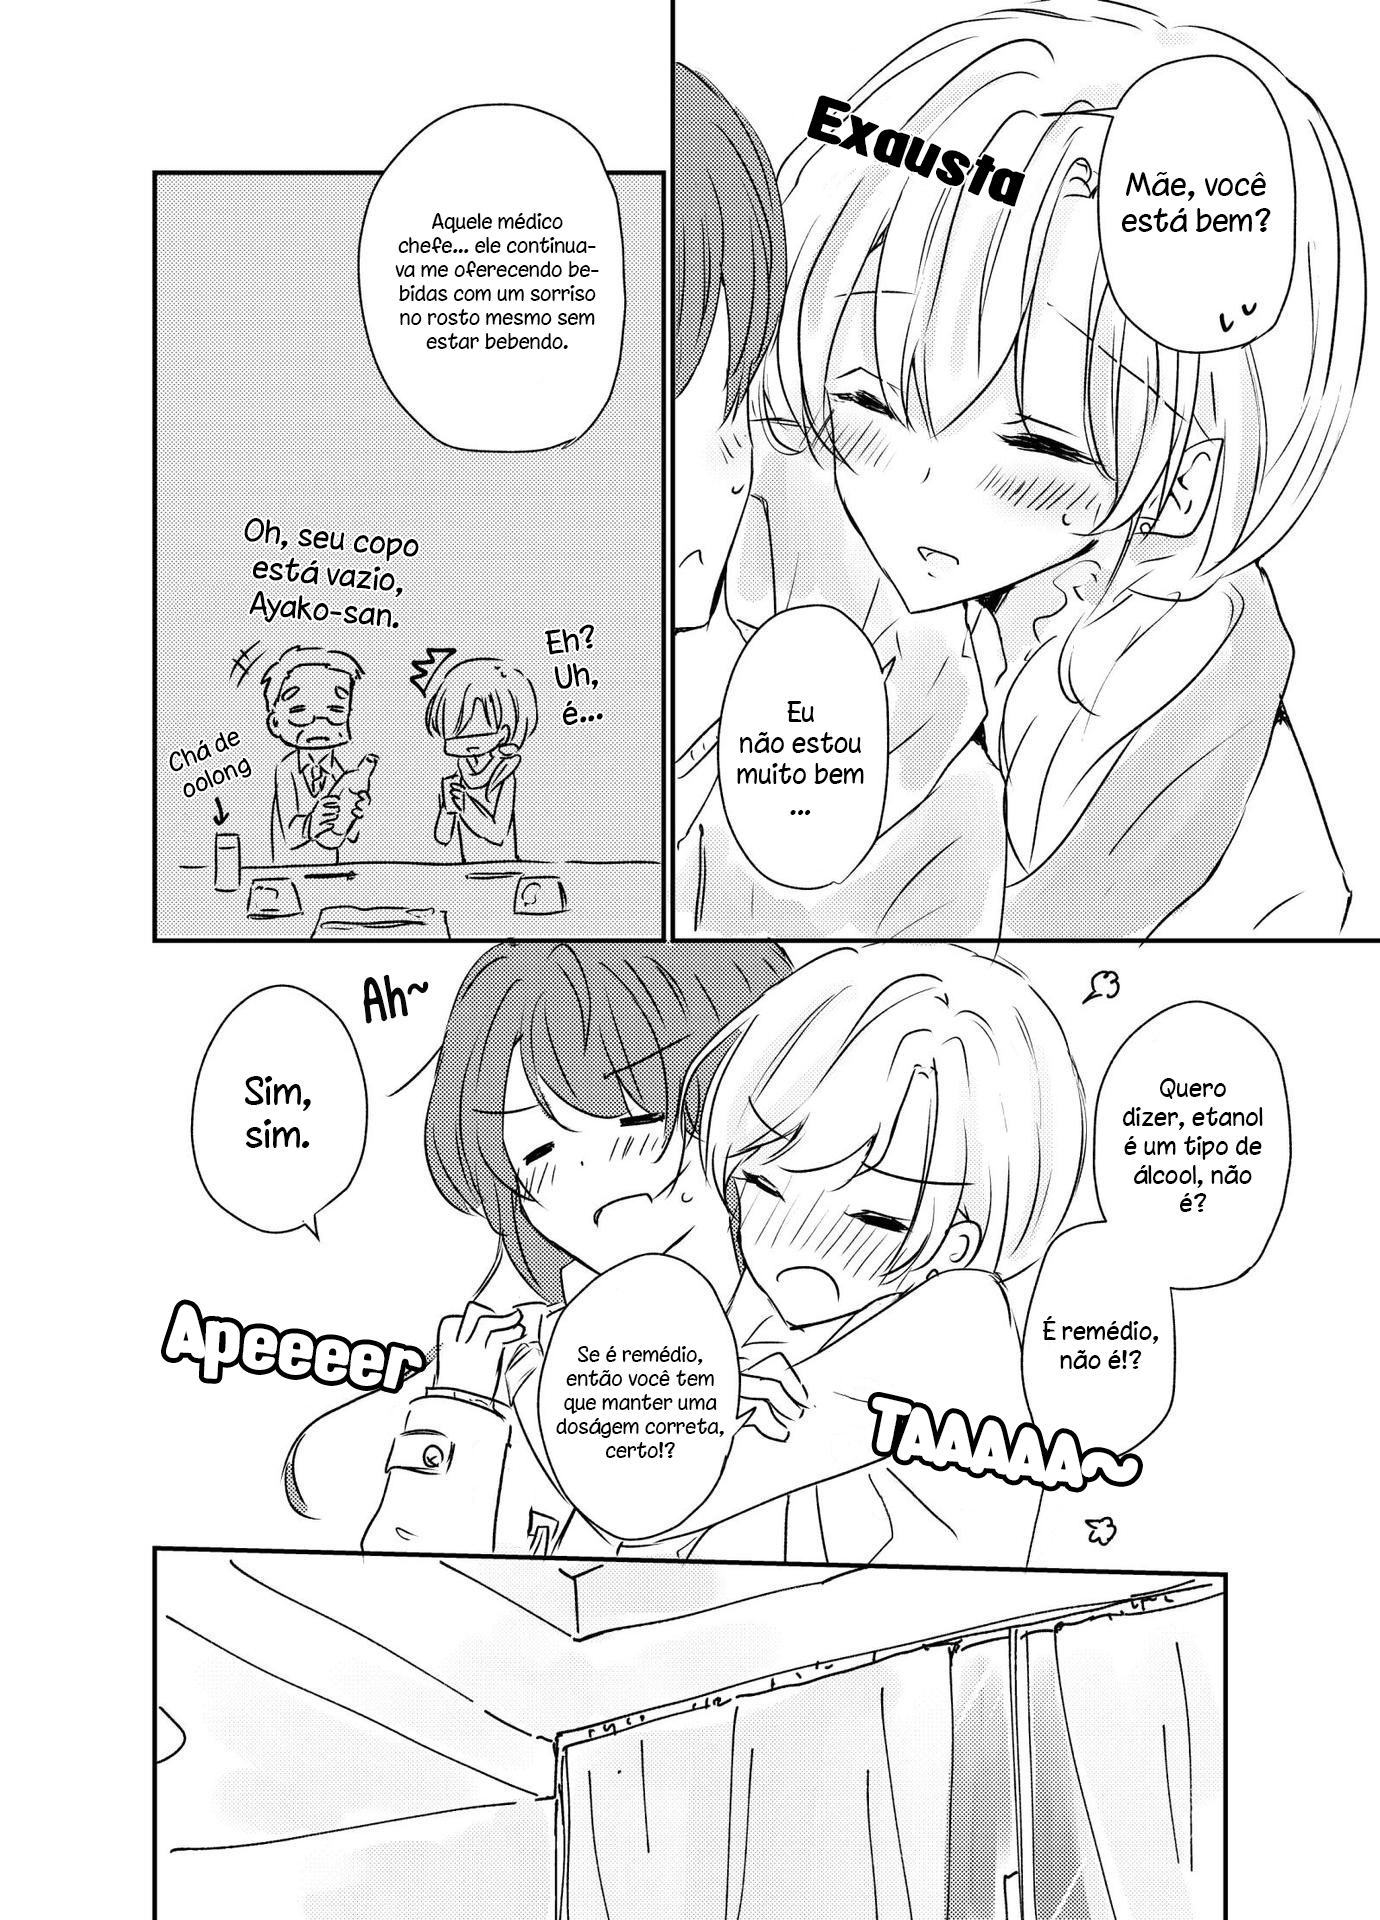 Mãe, você
está bem?
Exausta
Eu
não estou
muito bem
...
Aquele médico
chefe... ele continua-
va me oferecendo be-
bidas com um sorriso
no rosto mesmo sem
estar bebendo.
Oh, seu copo
está vazio,
Ayako-san.
Eh?
Uh,
é...
Chá de
oolong
Quero
dizer, etanol
é um tipo de
álcool, não
é?
É remédio,
não é!?
Ah~
Sim,
sim.
Se é remédio,
então você tem
que manter uma
doságem correta,
certo!?
Apeeeer
TAAAAA~